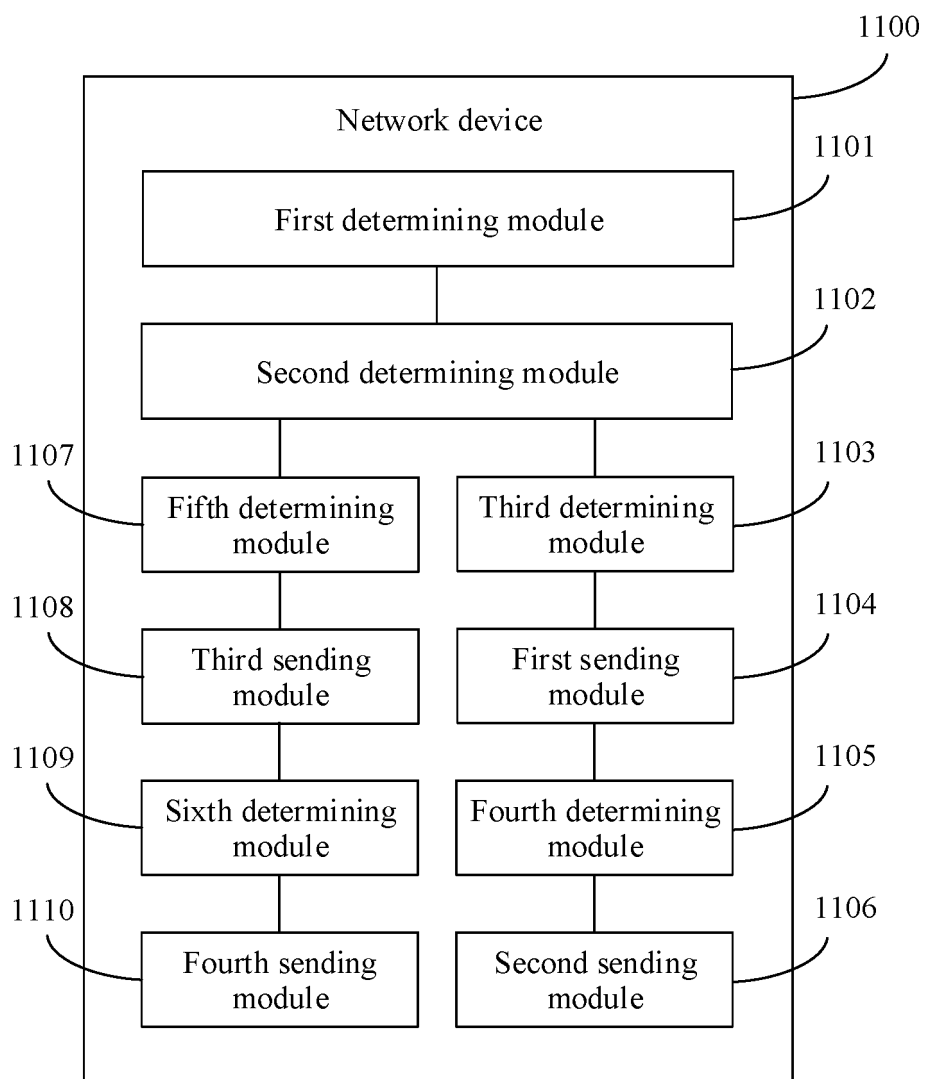 1100
Network device
1101
First determining module
1102
Second determining module
1107
Fifth determining
module
1103
Third determining
module
1108
Third sending
module
1104
First sending
module
1109
Sixth determining
module
1105
Fourth determining
module
1110
Fourth sending
module
1106
Second sending
module